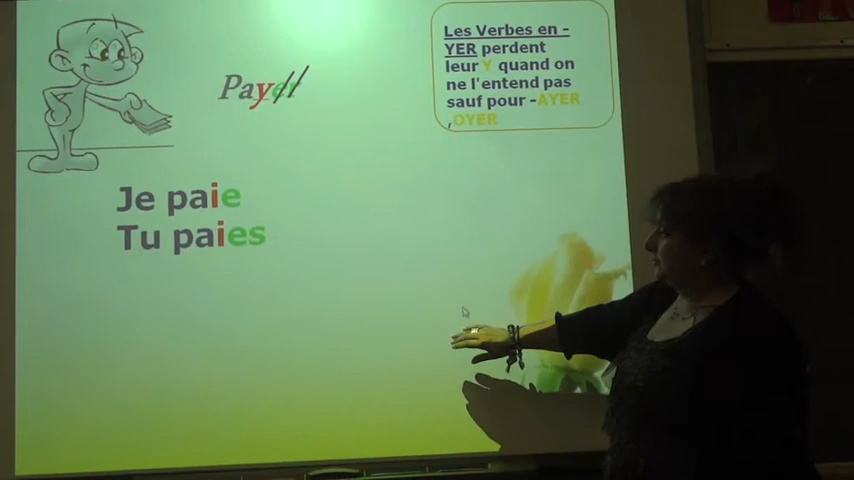 Payer
Les Verbes en -
YER perdent
leur Y quand on
ne l'entend pas
sauf pour -AYER
,OYER
Je paie
Tu paies